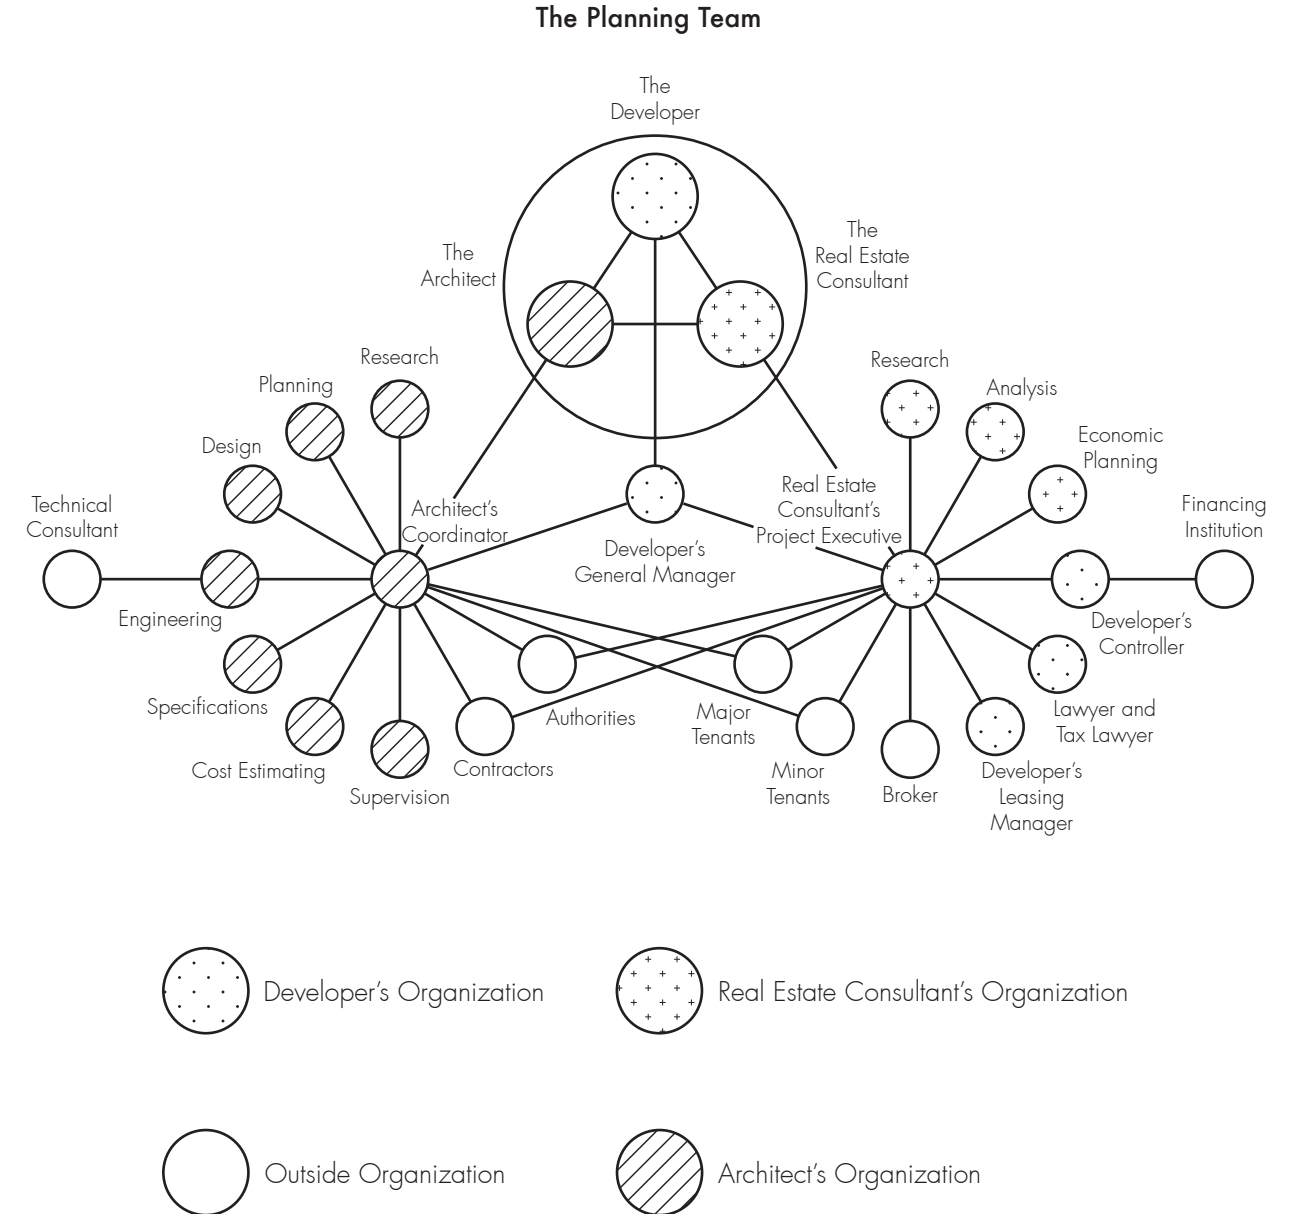 The Planning Team
The
Developer
The
Architect
The
Real Estate
Consultant
Research
Planning
Design
Technical
Consultant
Architect's
Coordinator
Engineering
Specifications
Cost Estimating
Supervision
Contractors
Authorities
Developer's
General Manager
Real Estate
Consultant's
Project Executive
Research
Analysis
Economic
Planning
Financing
Institution
Developer's
Controller
Lawyer and
Tax Lawyer
Developer's
Leasing
Manager
Broker
Minor
Tenants
Major
Tenants
Developer's Organization
Real Estate Consultant's Organization
Outside Organization
Architect's Organization